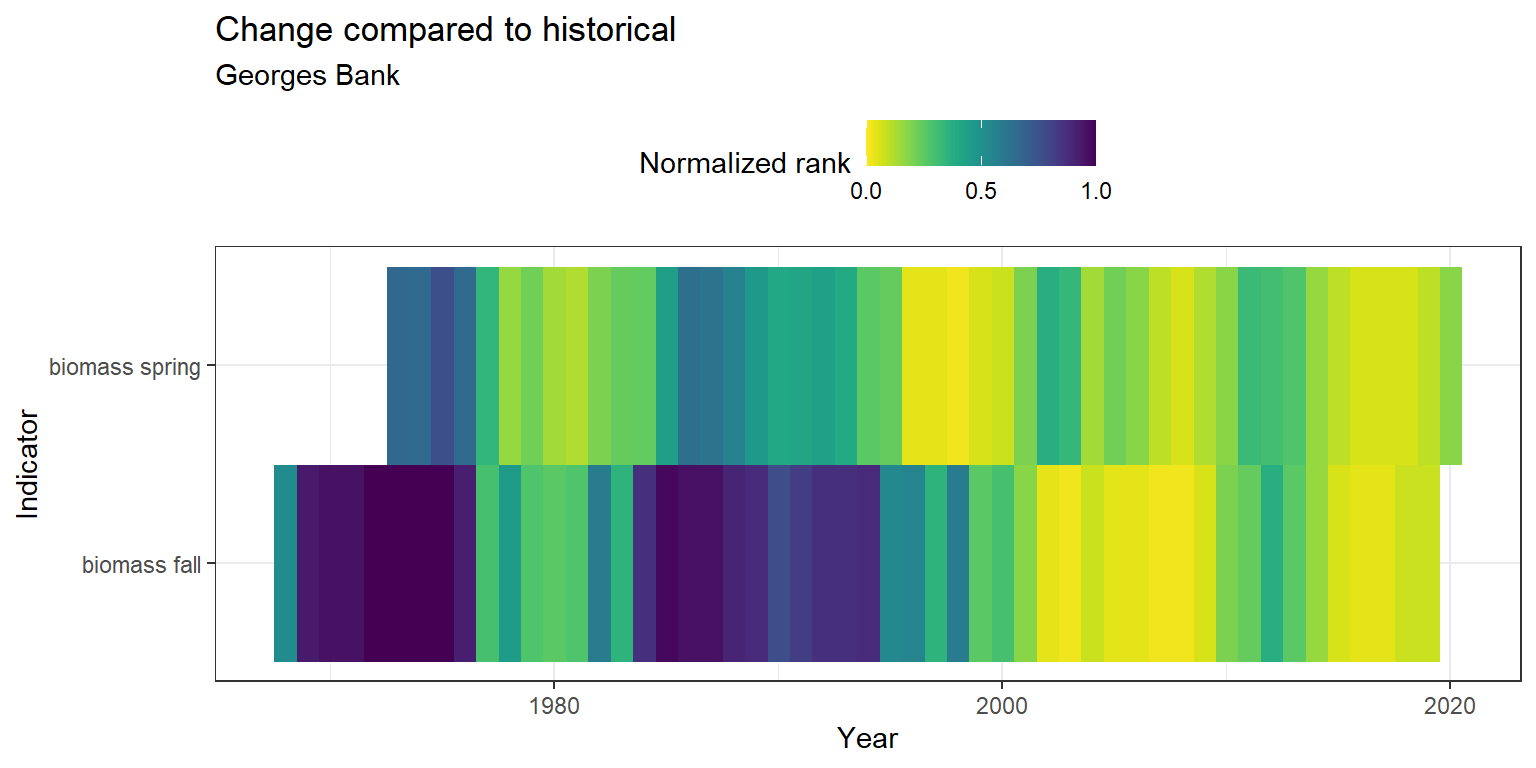 Change compared to historical
Georges Bank
Normalized rank
0.0 0.5 1.0
Indicator
biomass spring
biomass fall
1980 2000 2020
Year